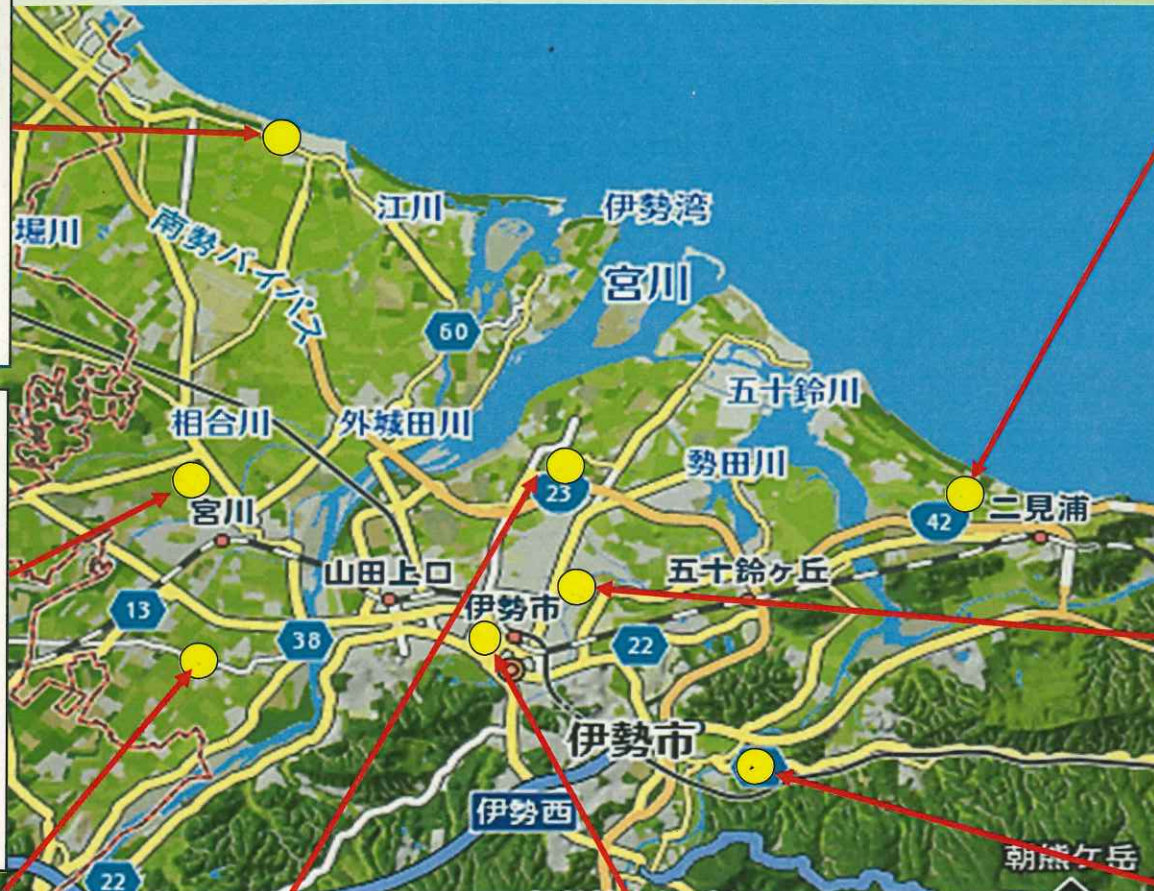 江川
伊勢湾
堀川
南勢バイパス
宮川
60
五十鈴川
相合川
外城田川
勢田川
23
宮川
42
二見浦
山田上口
五十鈴ヶ丘
伊勢市
13
38
22
伊勢市
伊勢西
朝熊ケ岳
22